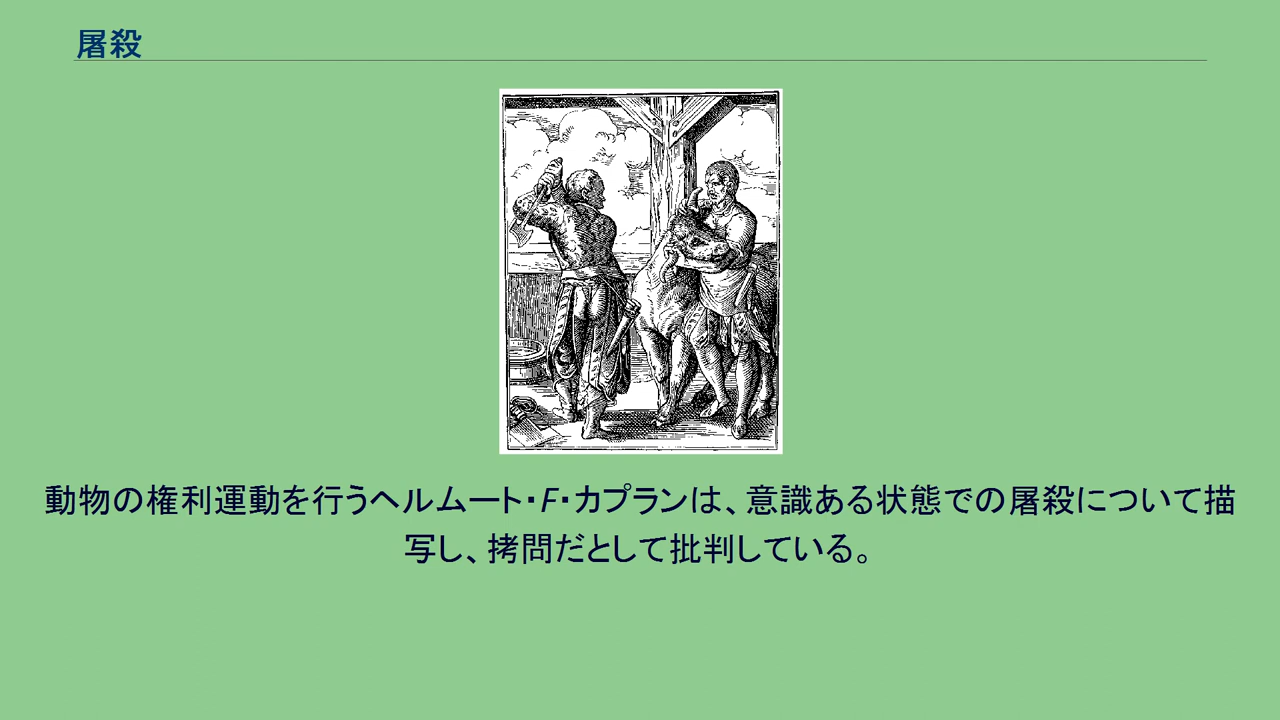 屠殺
動物の権利運動を行うヘルムート・F・カプランは、意識ある状態での屠殺について描
写し、拷問だとして批判している。